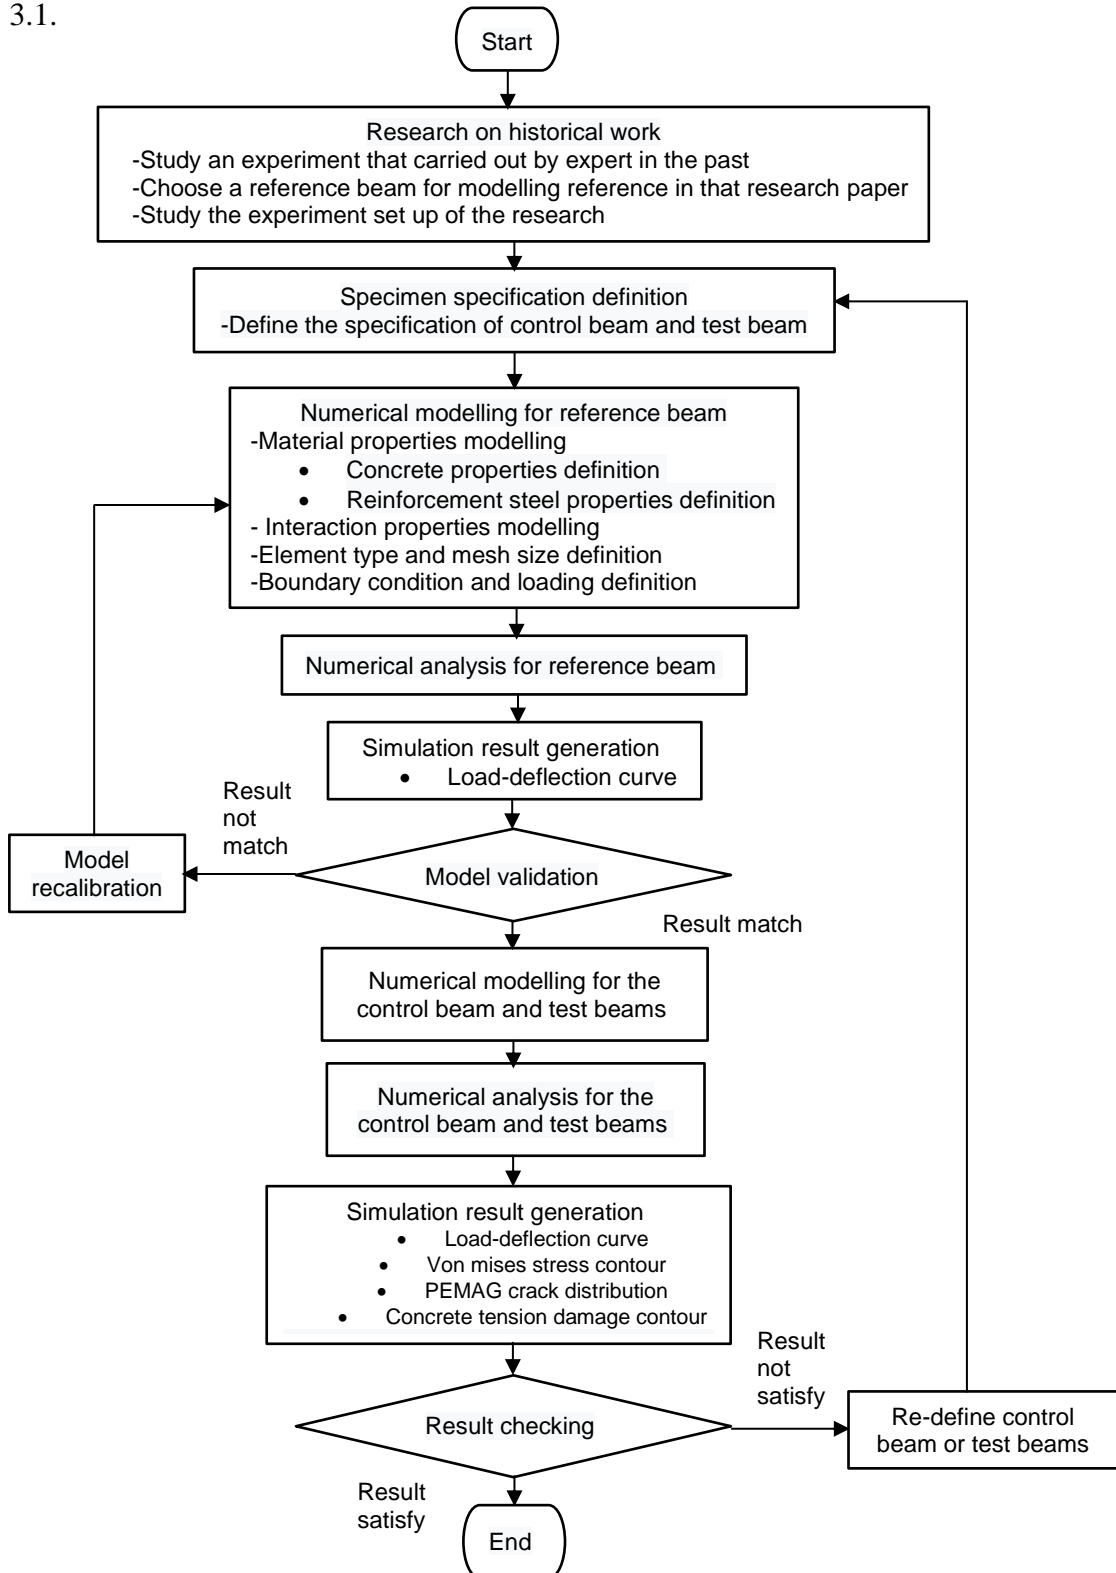 3.1.
Start
Research on historical work
-Study an experiment that carried out by expert in the past
-Choose a reference beam for modelling reference in that research paper
-Study the experiment set up of the research
Specimen specification definition
-Define the specification of control beam and test beam
Numerical modelling for reference beam
-Material properties modelling
• Concrete properties definition
• Reinforcement steel properties definition
- Interaction properties modelling
-Element type and mesh size definition
-Boundary condition and loading definition
Numerical analysis for reference beam
Simulation result generation
• Load-deflection curve
Result
not
match
Model
recalibration
Model validation
Result match
Numerical modelling for the
control beam and test beams
Numerical analysis for the
control beam and test beams
Simulation result generation
• Load-deflection curve
• Von mises stress contour
• PEMAG crack distribution
• Concrete tension damage contour
Result
not
satisfy
Result checking
Re-define control
beam or test beams
Result
satisfy
End